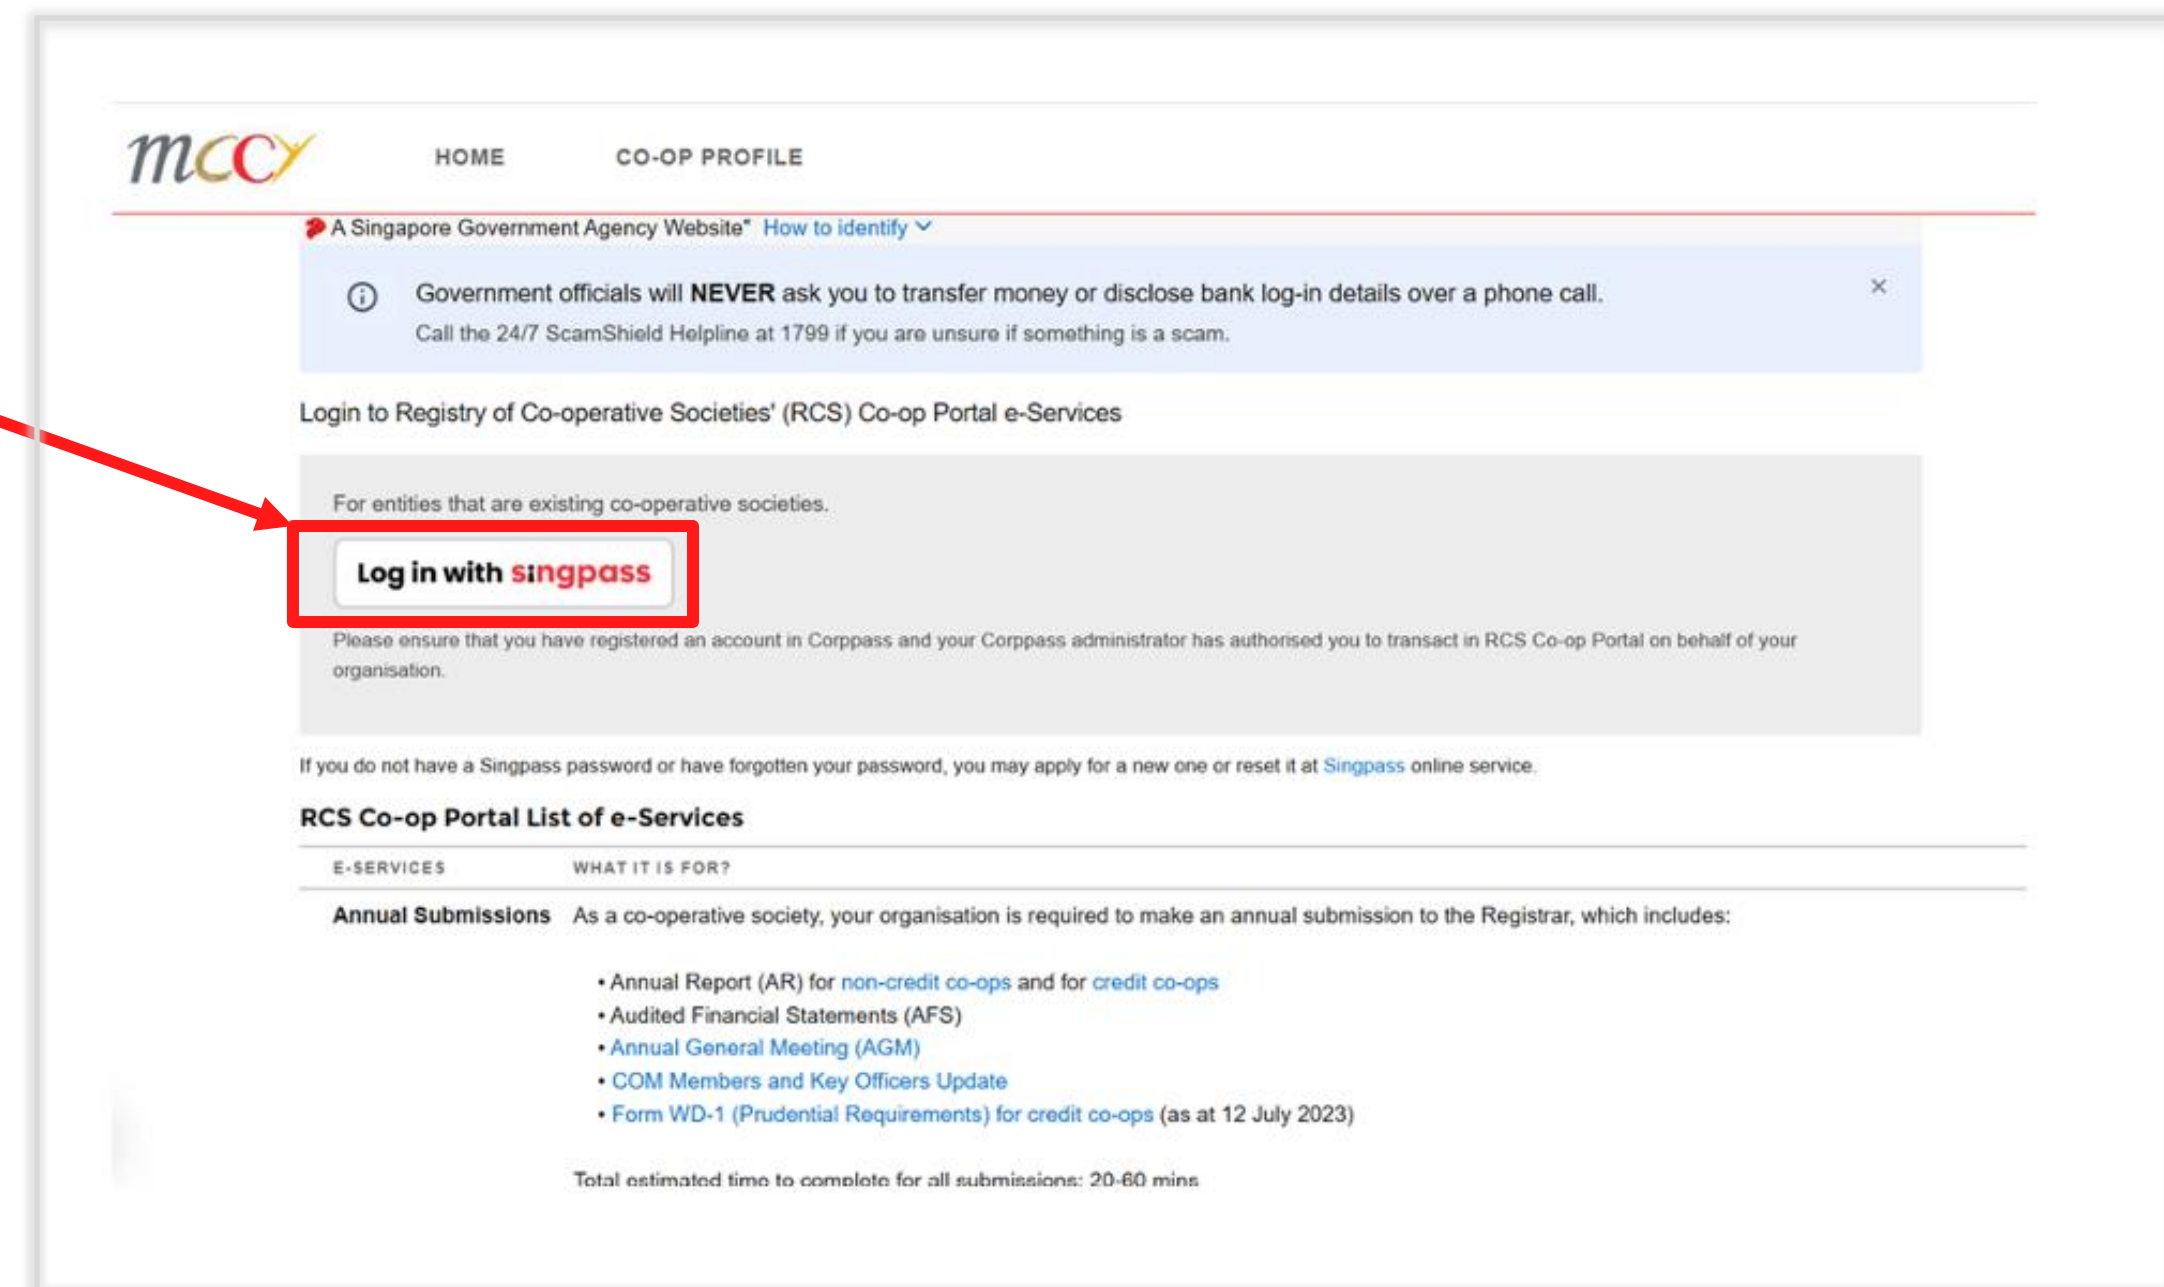 mccy
HOME
CO-OP PROFILE
A Singapore Government Agency Website" How to identify
Government officials will NEVER ask you to transfer money or disclose bank log-in details over a phone call.
Call the 24/7 ScamShield Helpline at 1799 if you are unsure if something is a scam.
Login to Registry of Co-operative Societies' (RCS) Co-op Portal e-Services
For entities that are existing co-operative societies.
Log in with singpass
Please ensure that you have registered an account in Corppass and your Corppass administrator has authorised you to transact in RCS Co-op Portal on behalf of your
organisation.
If you do not have a Singpass password or have forgotten your password, you may apply for a new one or reset it at Singpass online service.
RCS Co-op Portal List of e-Services
E-SERVICES
WHAT IT IS FOR?
Annual Submissions
As a co-operative society, your organisation is required to make an annual submission to the Registrar, which includes:
• Annual Report (AR) for non-credit co-ops and for credit co-ops
• Audited Financial Statements (AFS)
• Annual General Meeting (AGM)
• COM Members and Key Officers Update
• Form WD-1 (Prudential Requirements) for credit co-ops (as at 12 July 2023)
Total estimated time to complete for all submissions: 20-60 mins